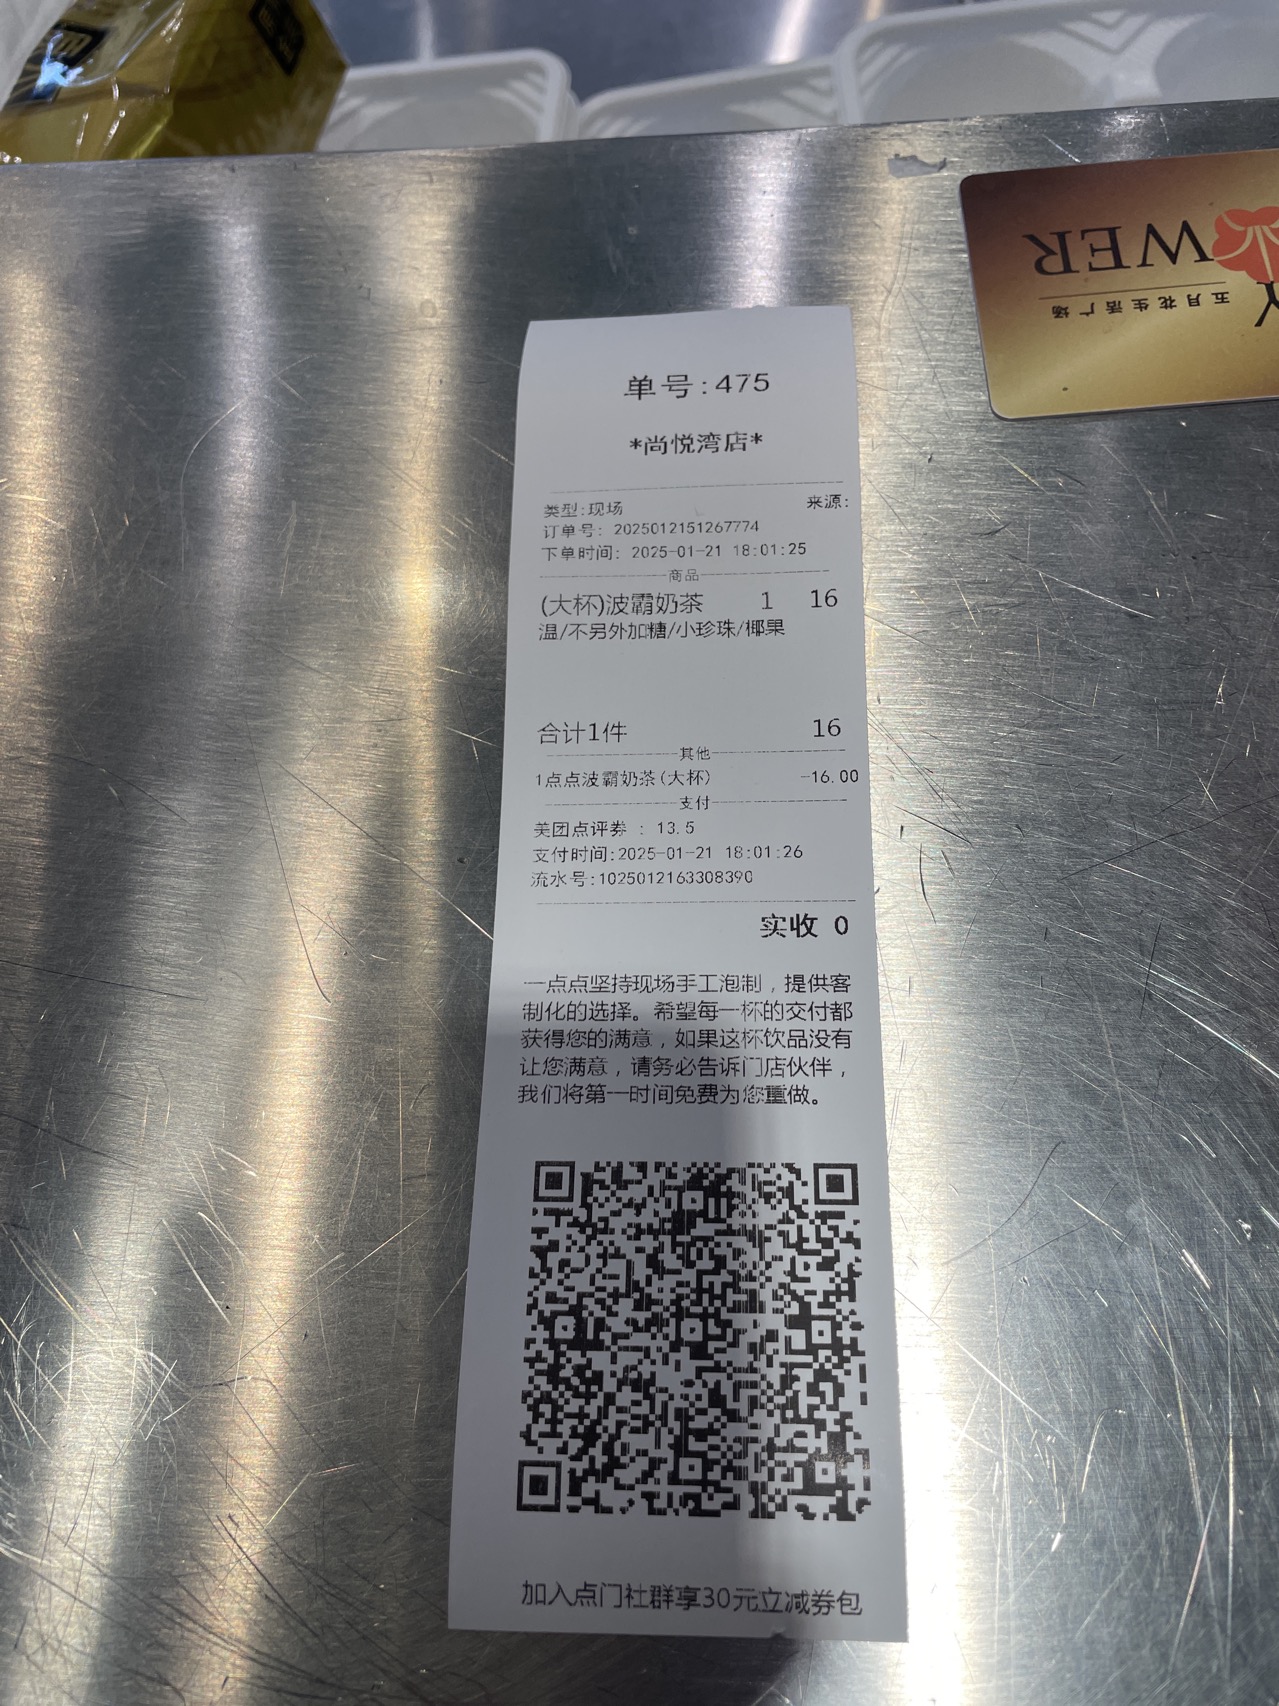 WER
五月花生活广场
单号:475
*尚悦湾店*
类型:现场 来源:
订单号: 2025012151267774
下单时间: 2025-01-21 18:01:25
商品
(大杯)波霸奶茶 1 16
温/不另外加糖/小珍珠/椰果
合计1件 16
其他
1点点波霸奶茶(大杯) -16.00
支付
美团点评券 : 13.5
支付时间:2025-01-21 18:01:26
流水号:1025012163308390
实收 0
一点点坚持现场手工泡制，提供客
制化的选择。希望每一杯的交付都
获得您的满意，如果这杯饮品没有
让您满意，请务必告诉门店伙伴，
我们将第一时间免费为您重做。
加入点门社群享30元立减券包